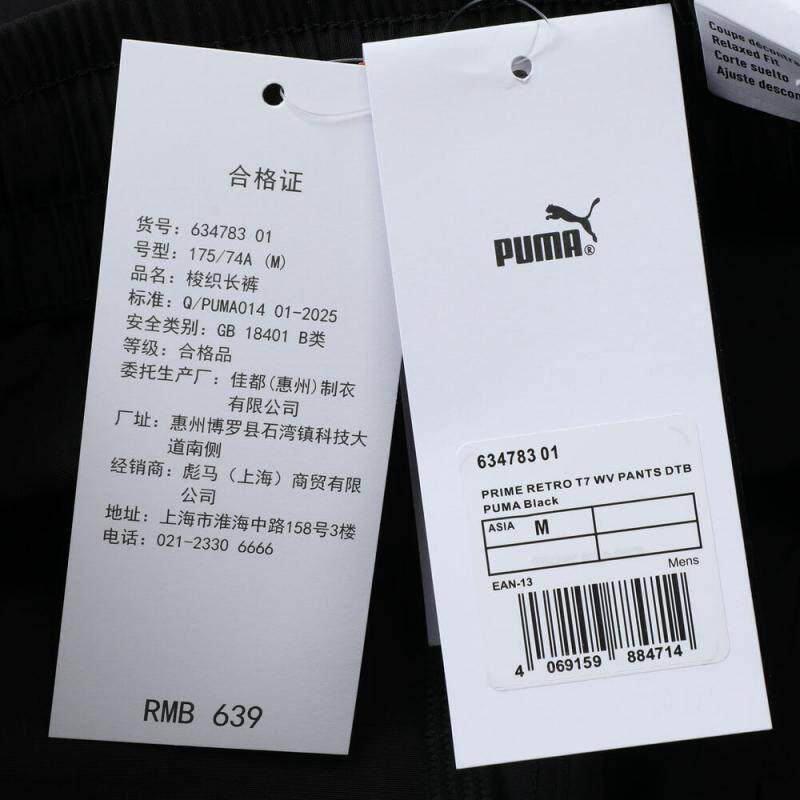 合格证
货号：634783 01
号型：175/74A (M)
品名：梭织长裤
标准：Q/PUMA014 01-2025
安全类别：GB 18401 B类
等级：合格品
委托生产厂：佳都(惠州)制衣
有限公司
厂址：惠州博罗县石湾镇科技大
道南侧
经销商：彪马（上海）商贸有限
公司
地址：上海市淮海中路158号3楼
电话：021-2330 6666
RMB 639
PUMA®
634783 01
PRIME RETRO T7 WV PANTS DTB
PUMA Black
ASIA M
Mens
EAN-13
4 069159 884714
Relaxed Fit
Corte suelto